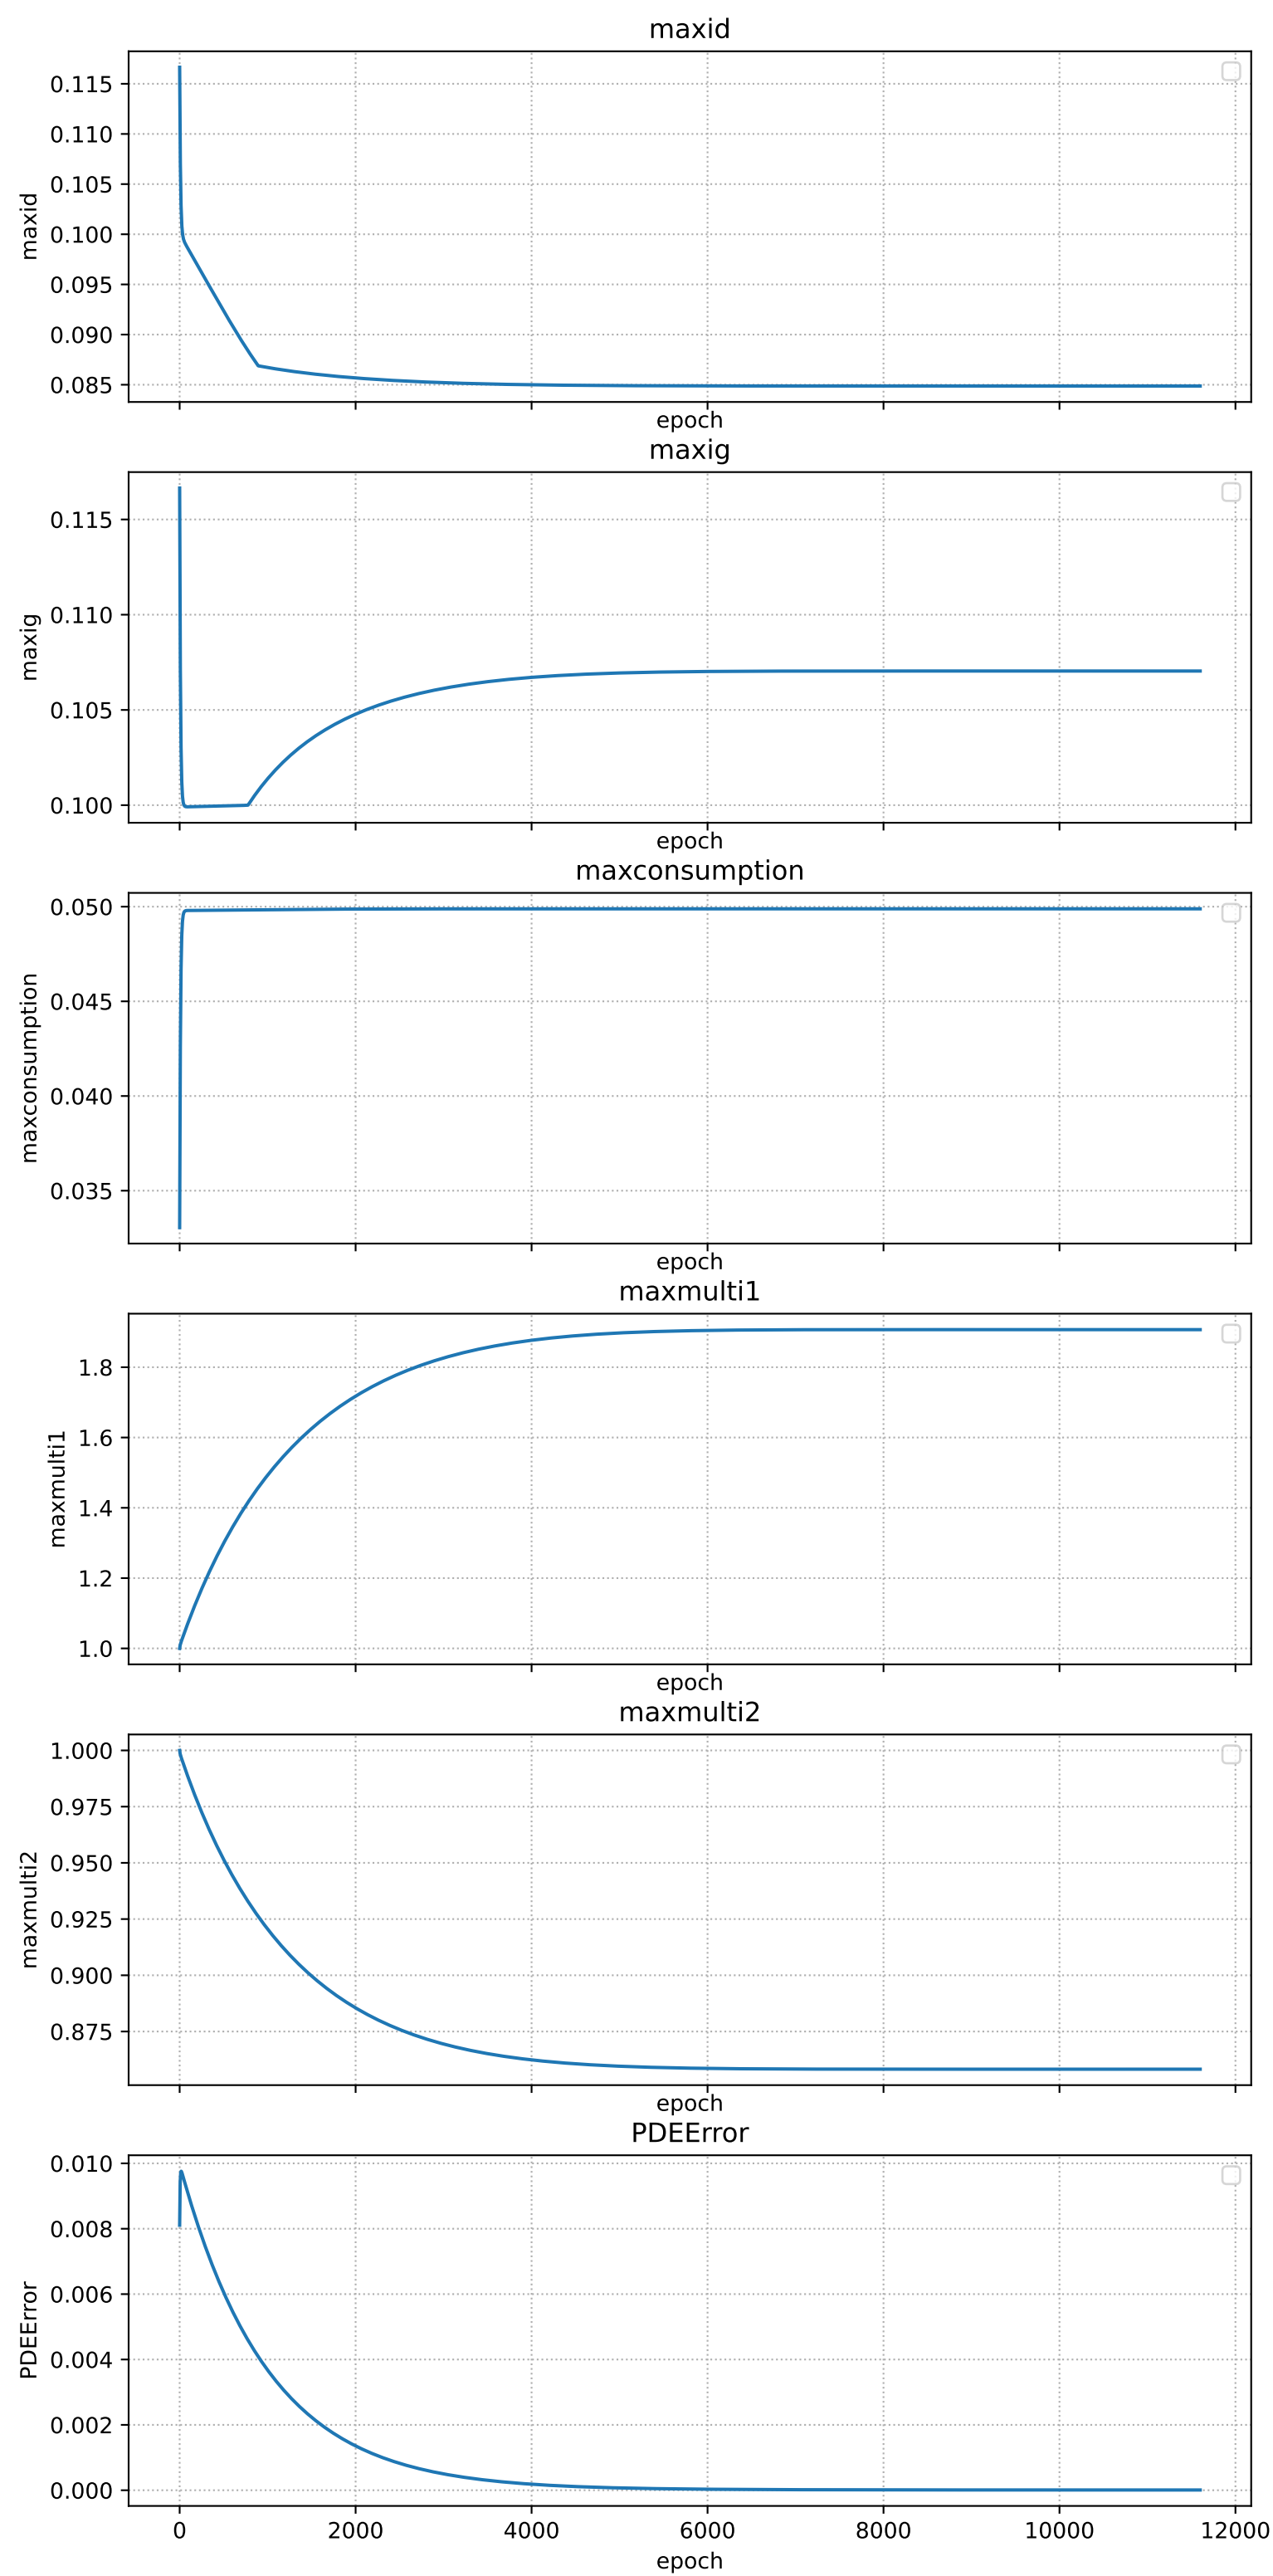 maxid
0.115
0.110
0.105
0.100
0.095
0.090
0.085
maxid
epoch
maxig
0.115
0.110
0.105
0.100
maxig
epoch
maxconsumption
0.050
0.045
0.040
0.035
maxconsumption
epoch
maxmulti1
1.8
1.6
1.4
1.2
1.0
maxmulti1
epoch
maxmulti2
1.000
0.975
0.950
0.925
0.900
0.875
maxmulti2
epoch
PDEError
0.010
0.008
0.006
0.004
0.002
0.000
PDEError
0 2000 4000 6000 8000 10000 12000
epoch